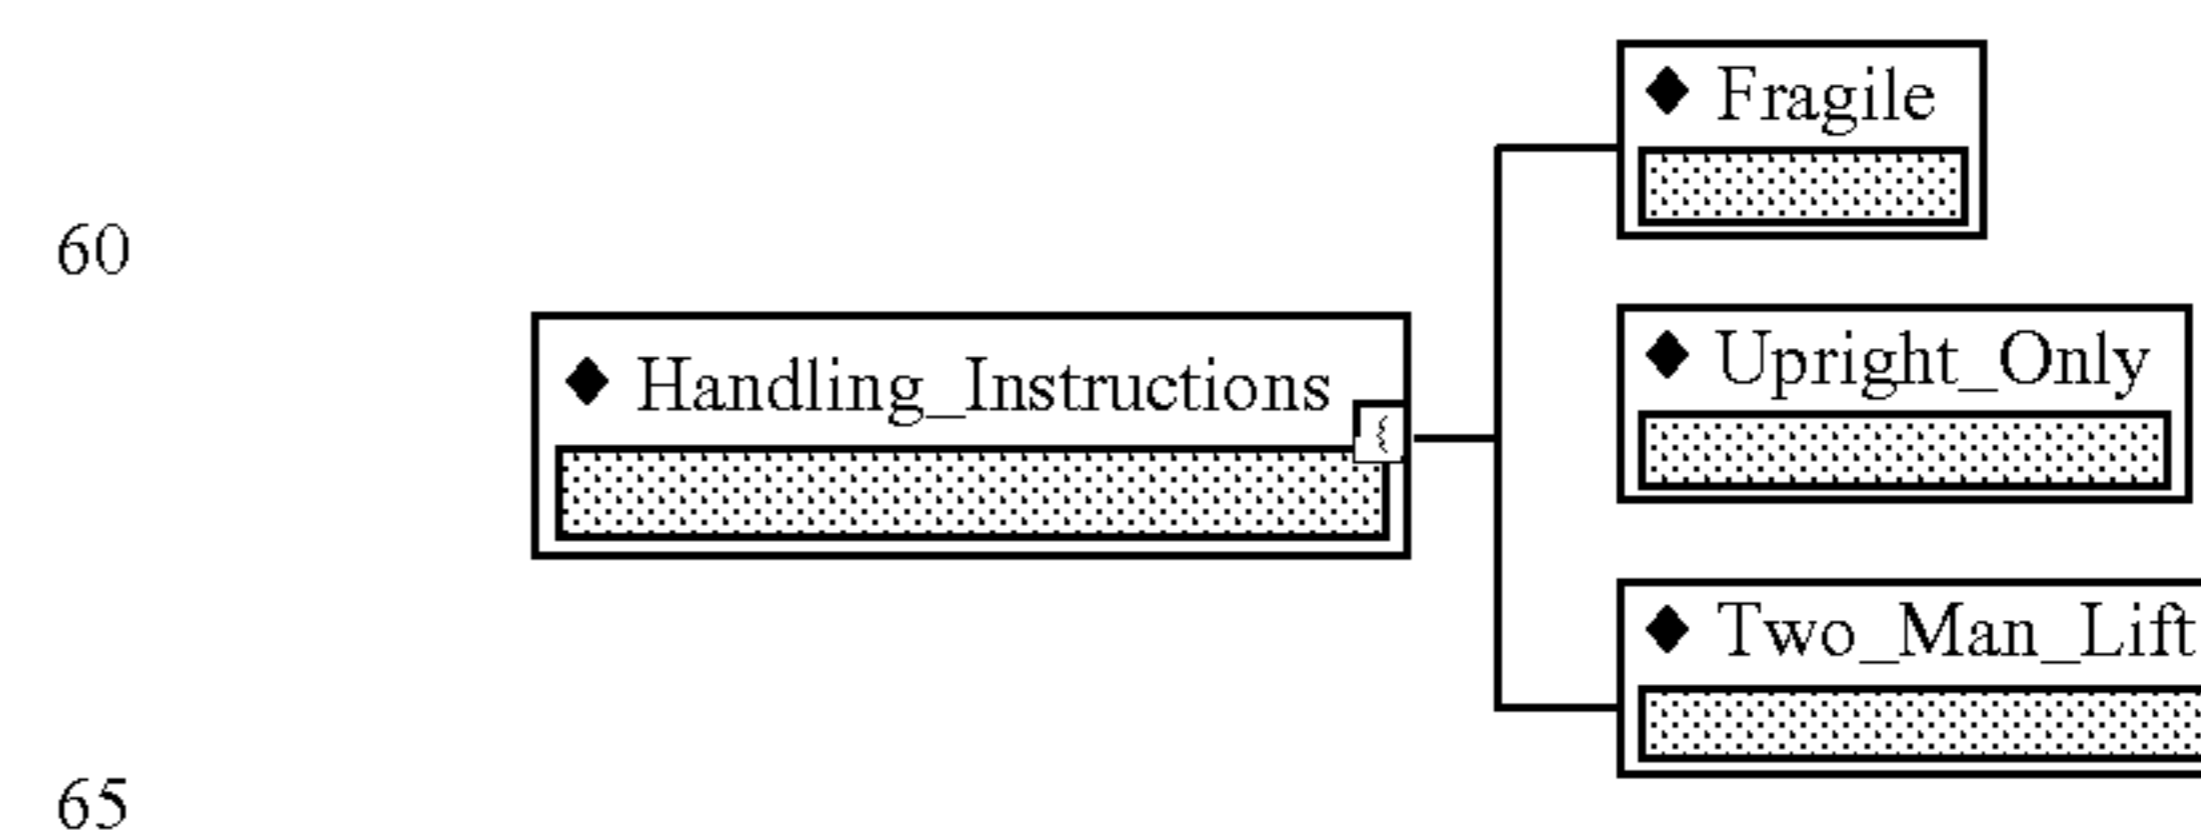 ◆ Fragile
60
◆ Upright_Only
◆ Handling_Instructions
{
◆ Two_Man_Lift
65